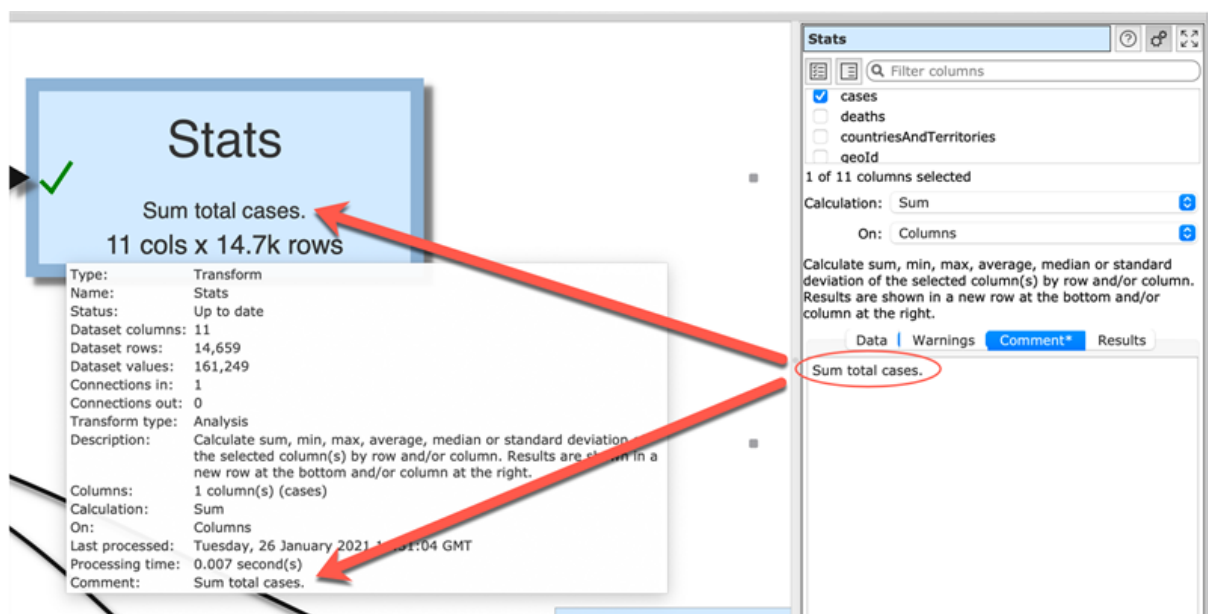 Stats
Sum total cases.
11 cols x 14.7k rows
Type: Transform
Name: Stats
Status: Up to date
Dataset columns: 11
Dataset rows: 14,659
Dataset values: 161,249
Connections in: 1
Connections out: 0
Transform type: Analysis
Description: Calculate sum, min, max, average, median or standard deviation
the selected column(s) by row and/or column. Results are shown in a
new row at the bottom and/or column at the right.
Columns: 1 column(s) (cases)
Calculation: Sum
On: Columns
Last processed: Tuesday, 26 January 2021 :04 GMT
Processing time: 0.007 second(s)
Comment: Sum total cases.
Stats
Filter columns
cases
deaths
countriesAndTerritories
geoId
1 of 11 columns selected
Calculation: Sum
On: Columns
Calculate sum, min, max, average, median or standard
deviation of the selected column(s) by row and/or column.
Results are shown in a new row at the bottom and/or
column at the right.
Data Warnings Comment* Results
Sum total cases.